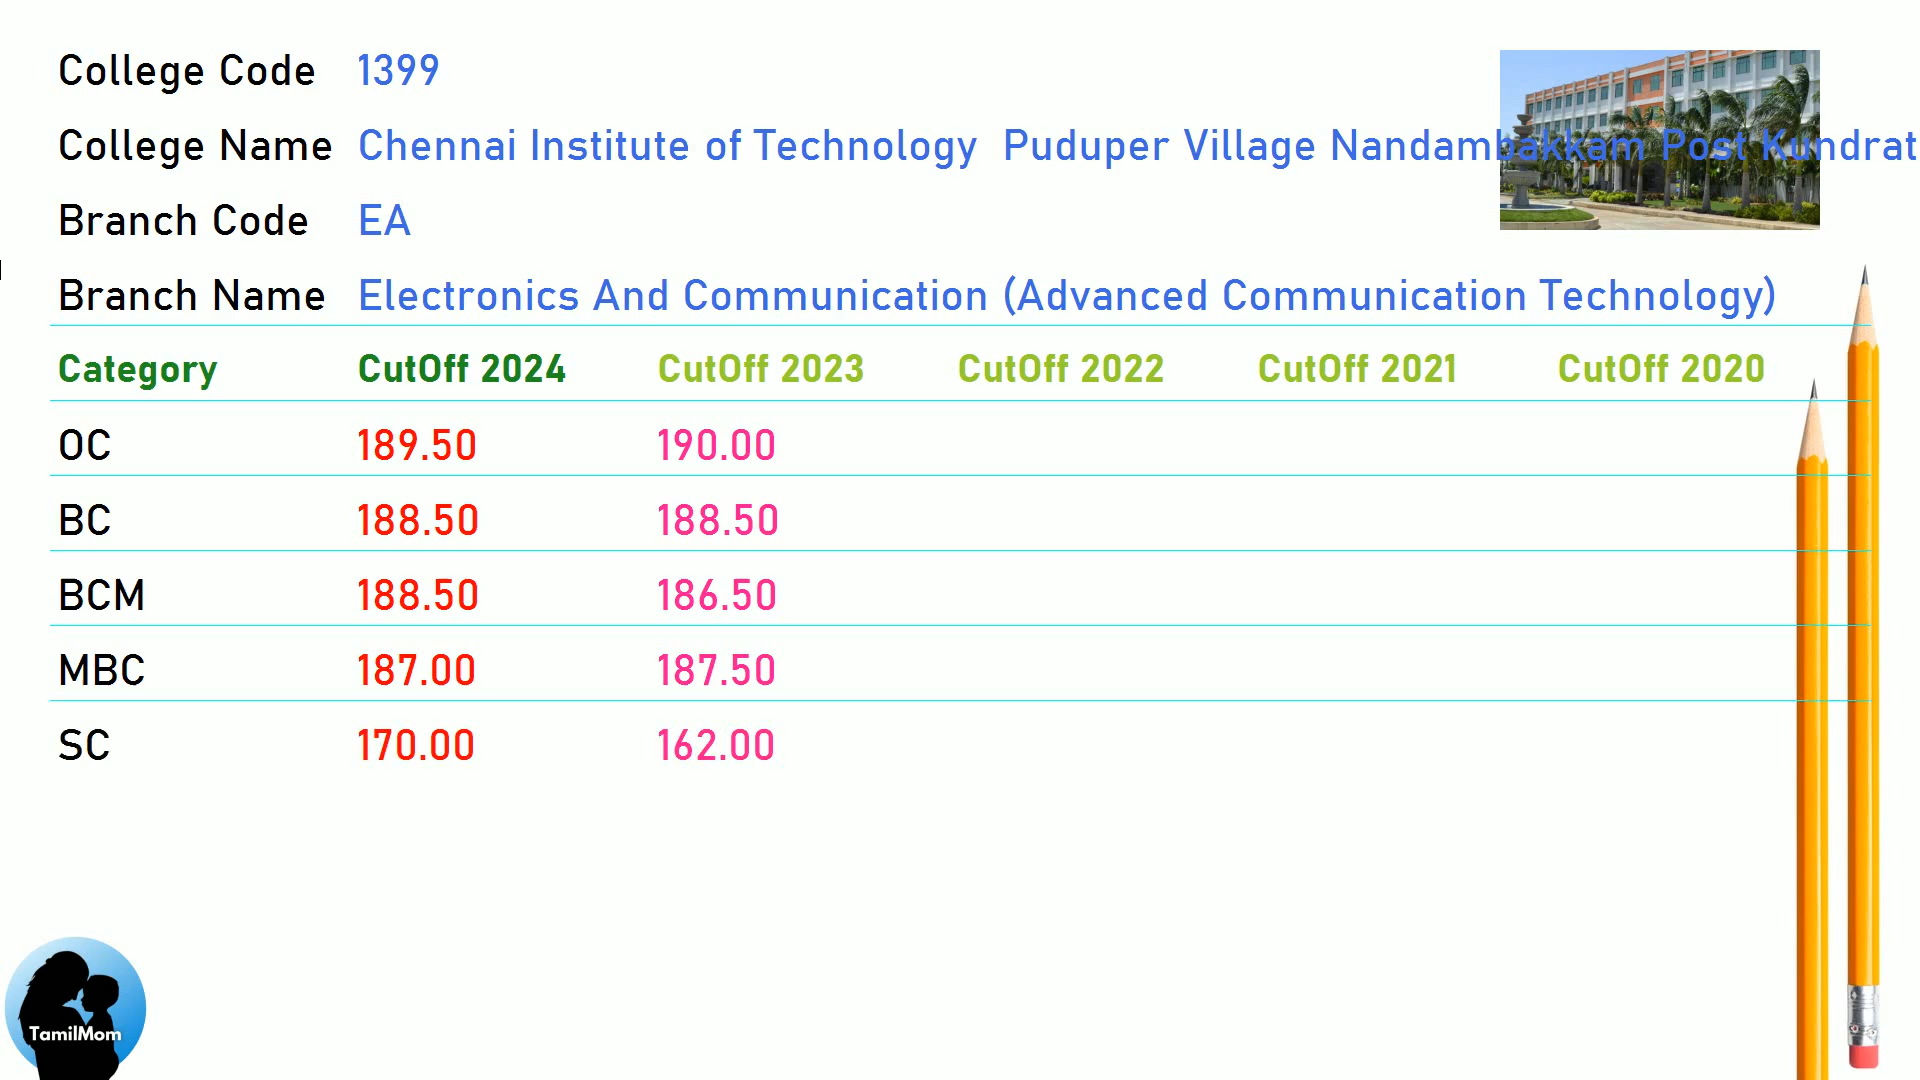 College Code 1399
College Name Chennai Institute of Technology Puduper Village Nandambakkam Post Kundrat
Branch Code EA
Branch Name Electronics And Communication (Advanced Communication Technology)
Category CutOff 2024 CutOff 2023 CutOff 2022 CutOff 2021 CutOff 2020
OC 189.50 190.00
BC 188.50 188.50
BCM 188.50 186.50
MBC 187.00 187.50
SC 170.00 162.00
TamilMom